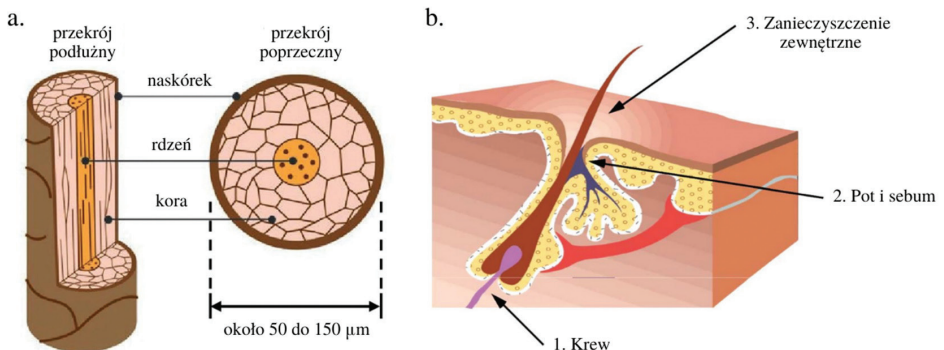 a.
przekrój
podłużny
przekrój
poprzeczny
naskórek
rdzeń
kora
około 50 do 150 µm
b.
3. Zanieczyszczenie
zewnętrzne
2. Pot i sebum
1. Krew